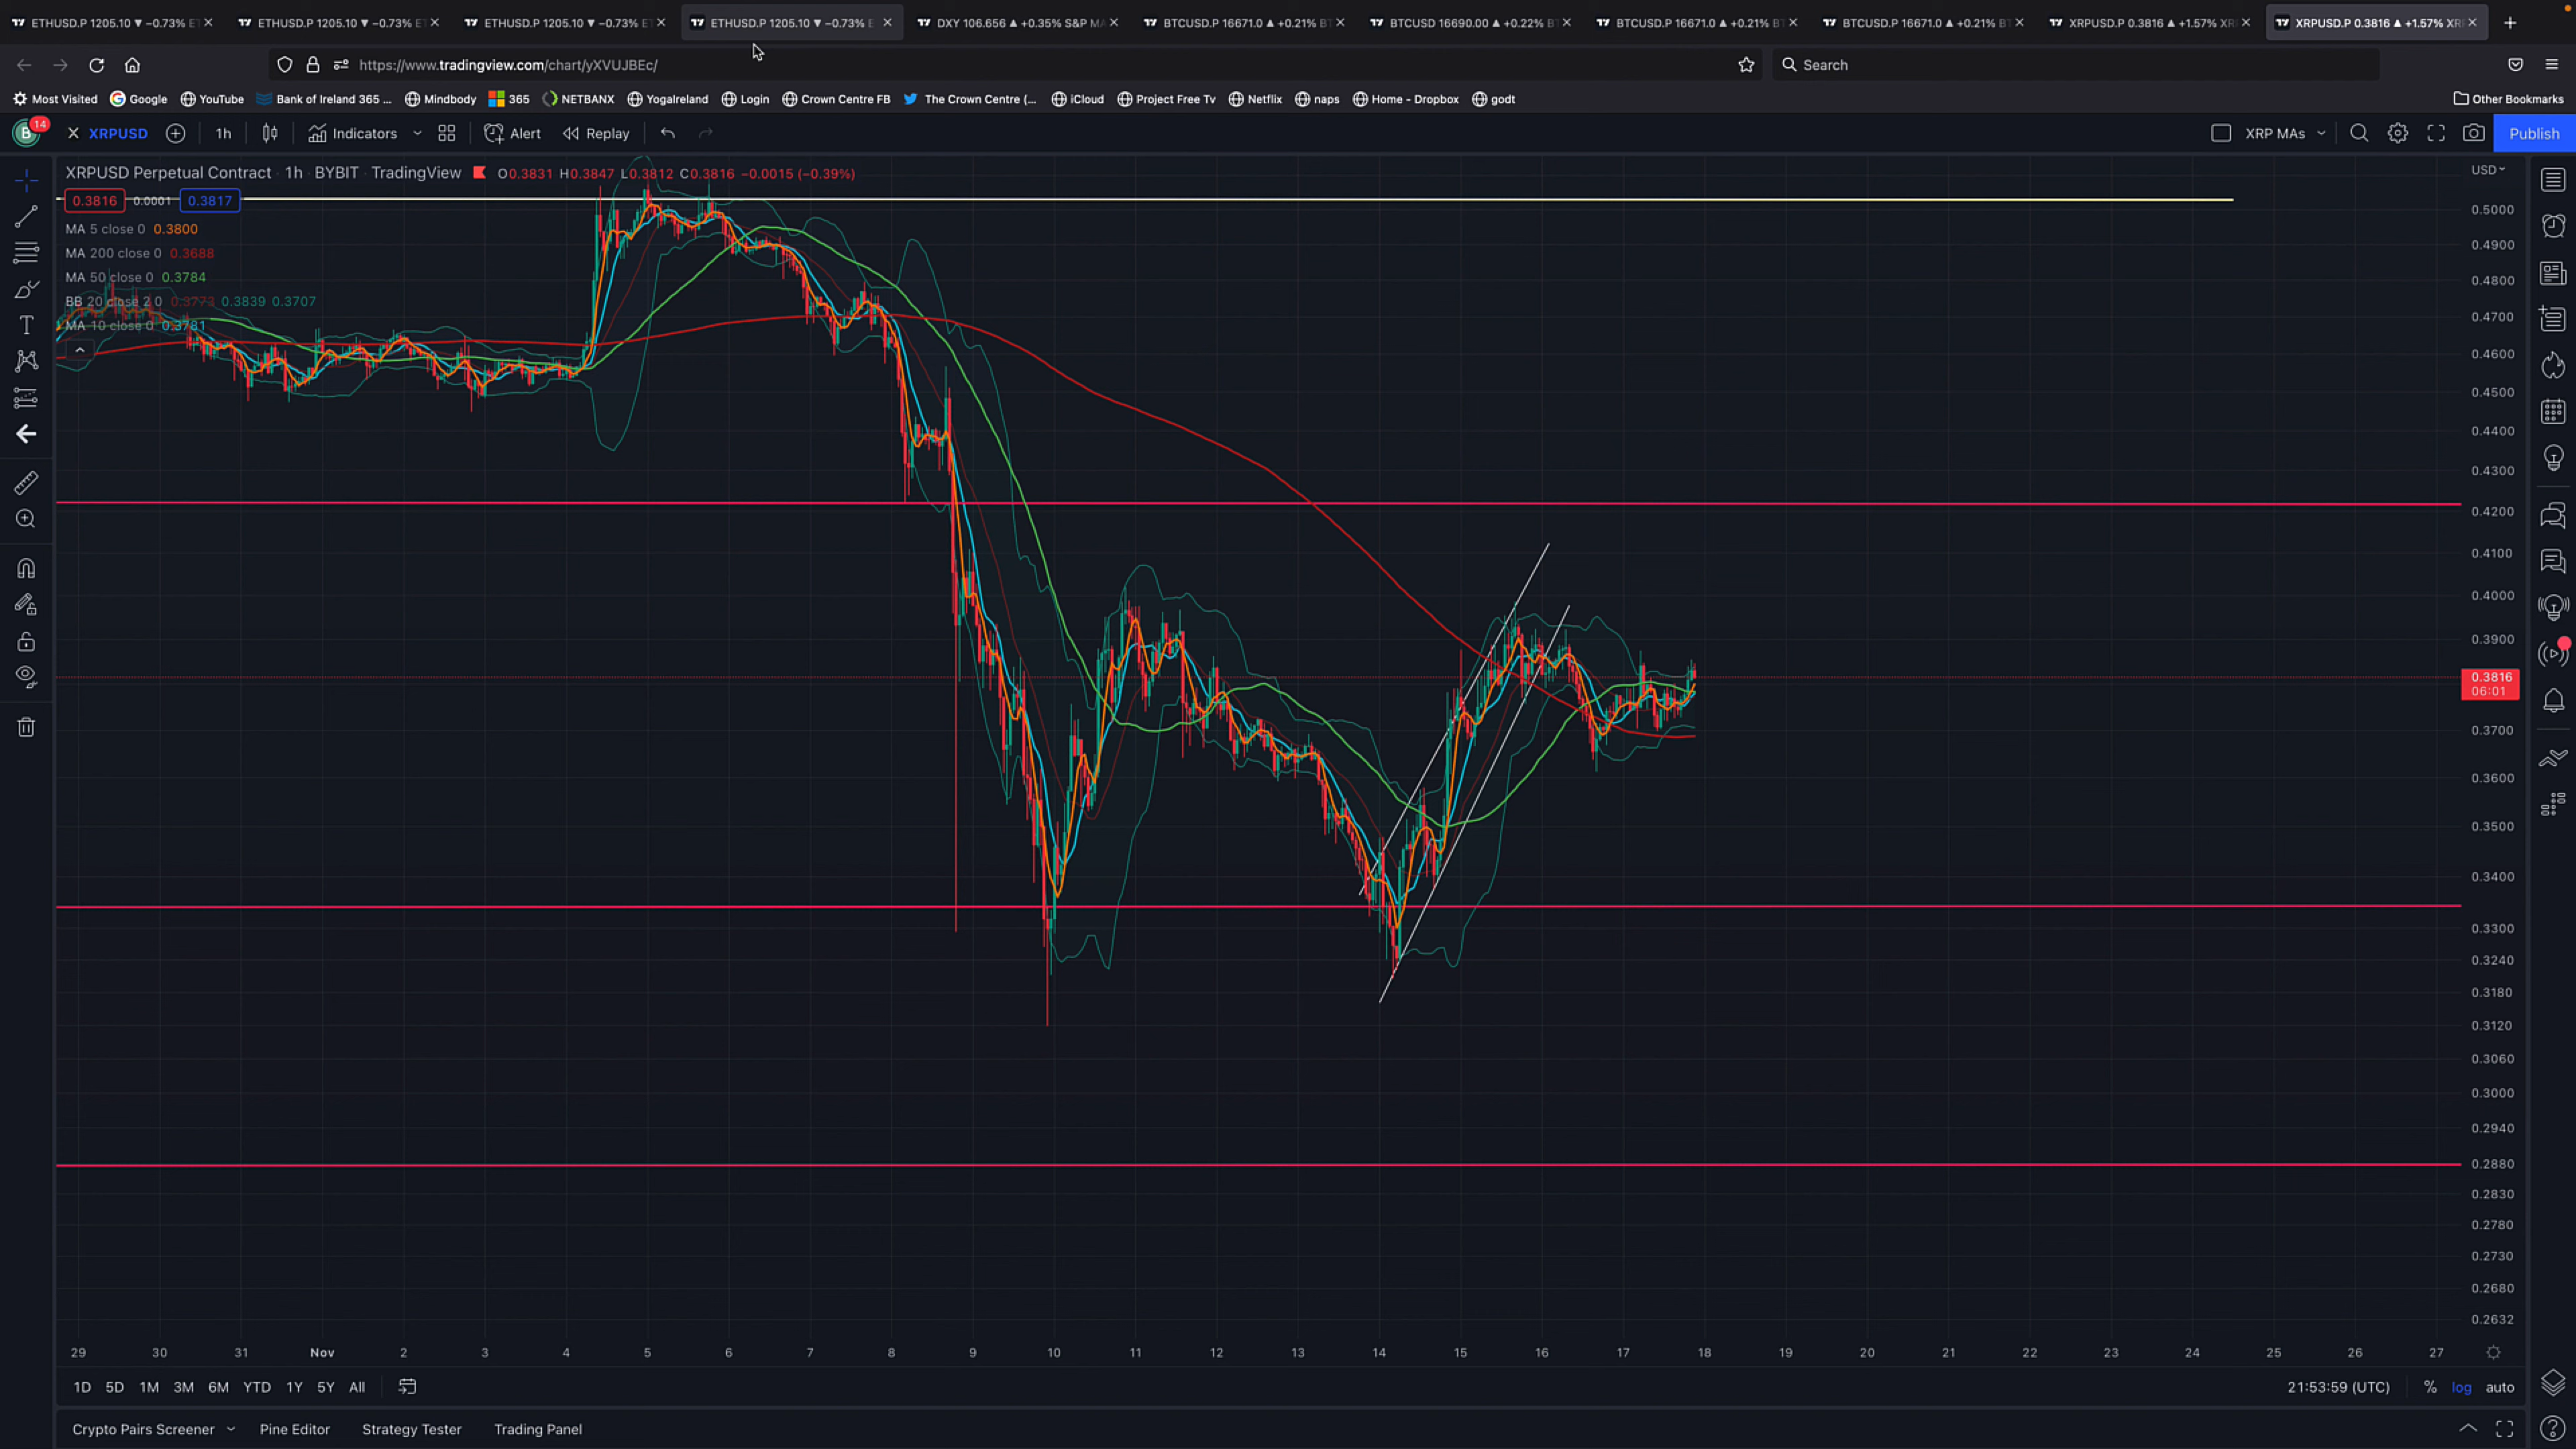 ETHUSD.P 1205.10 ▼ −0.73% ET
ETHUSD.P 1205.10 ▼ −0.73% ET
ETHUSD.P 1205.10 ▼ −0.73% ET
ETHUSD.P 1205.10 ▼ −0.73% E
DXY 106.656 ▲ +0.35% S&P MA
BTCUSD.P 16671.0 ▲ +0.21% BT
BTCUSD 16690.00 ▲ +0.22% BT
BTCUSD.P 16671.0 ▲ +0.21% BT
BTCUSD.P 16671.0 ▲ +0.21% BT
XRPUSD.P 0.3816 ▲ +1.57% XR
XRPUSD.P 0.3816 ▲ +1.57% XR
https://www.tradingview.com/chart/yXVUJBEc/
Search
Most Visited Google YouTube Bank of Ireland 365 ... Mindbody 365 NETBANX YogaIreland Login Crown Centre FB The Crown Centre (... iCloud Project Free Tv Netflix naps Home - Dropbox godt Other Bookmarks
B 14 XRPUSD 1h Indicators Alert Replay XRP MAs Publish
XRPUSD Perpetual Contract · 1h · BYBIT · TradingView O0.3831 H0.3847 L0.3812 C0.3816 −0.0015 (−0.39%)
USD
0.3816 0.0001 0.3817
MA 5 close 0 0.3800
MA 200 close 0 0.3688
MA 50 close 0 0.3784
BB 20 close 2 0 0.3773 0.3839 0.3707
MA 10 close 0 0.3781
0.5000
0.4900
0.4800
0.4700
0.4600
0.4500
0.4400
0.4300
0.4200
0.4100
0.4000
0.3900
0.3816
06:01
0.3700
0.3600
0.3500
0.3400
0.3300
0.3240
0.3180
0.3120
0.3060
0.3000
0.2940
0.2880
0.2830
0.2780
0.2730
0.2680
0.2632
29 30 31 Nov 2 3 4 5 6 7 8 9 10 11 12 13 14 15 16 17 18 19 20 21 22 23 24 25 26 27
1D 5D 1M 3M 6M YTD 1Y 5Y All
21:53:59 (UTC) % log auto
Crypto Pairs Screener Pine Editor Strategy Tester Trading Panel